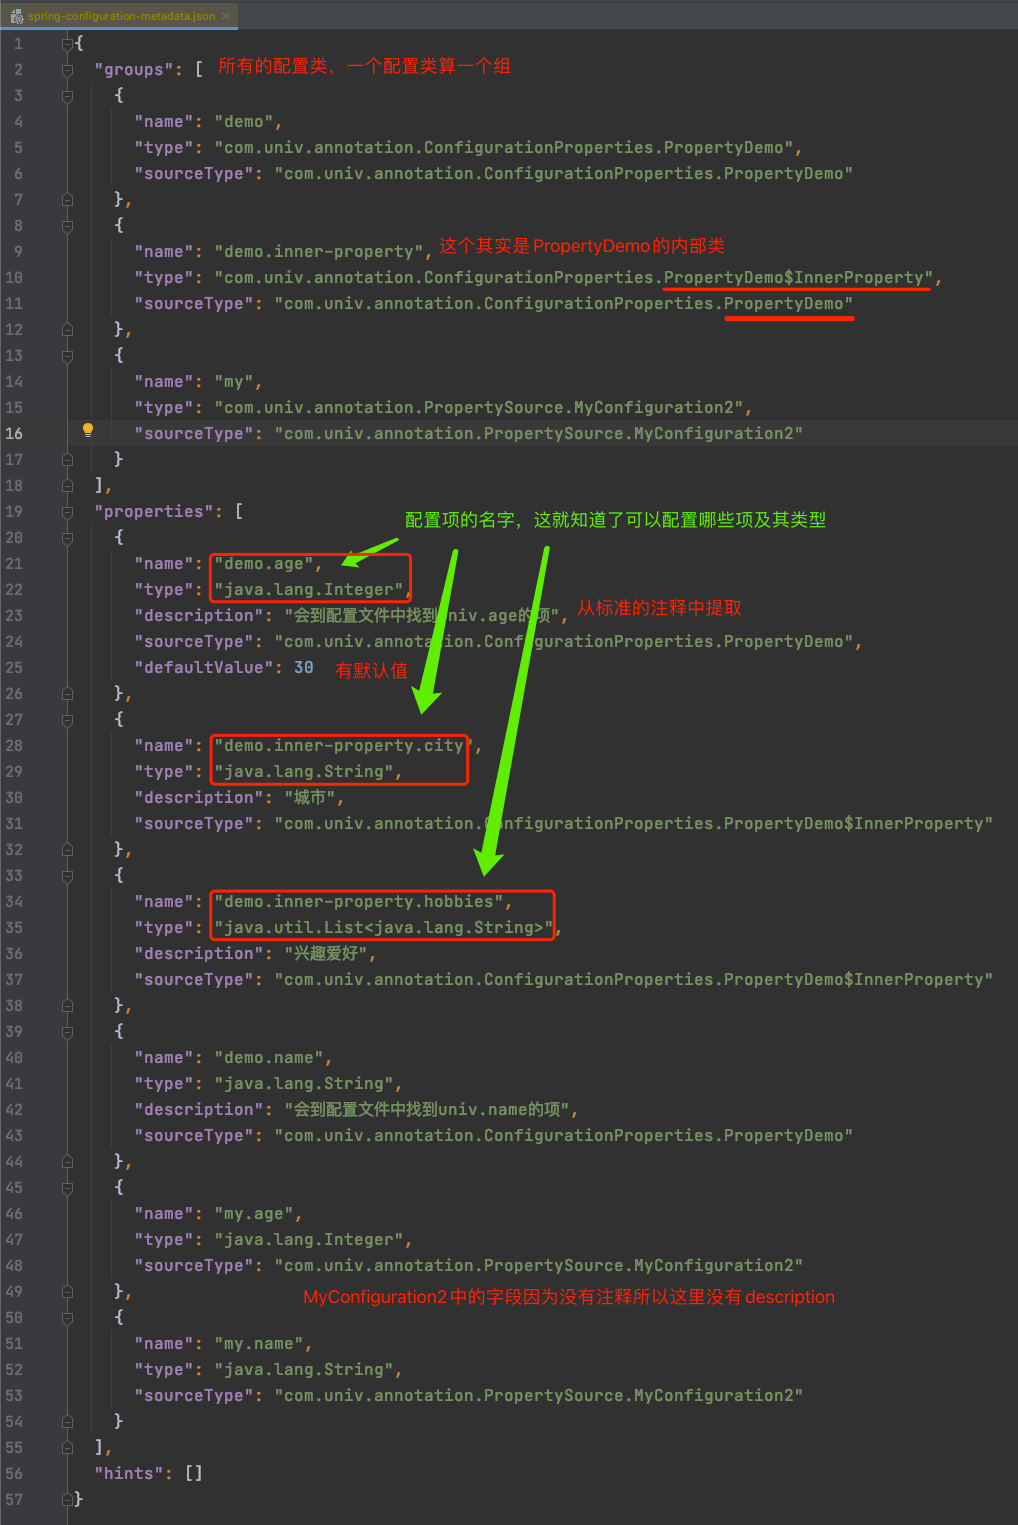 spring-configuration-metadata.json
1 {
2 "groups": [ 所有的配置类，一个配置类算一个组
3 {
4 "name": "demo",
5 "type": "com.univ.annotation.ConfigurationProperties.PropertyDemo",
6 "sourceType": "com.univ.annotation.ConfigurationProperties.PropertyDemo"
7 },
8 {
9 "name": "demo.inner-property", 这个其实是PropertyDemo的内部类
10 "type": "com.univ.annotation.ConfigurationProperties.PropertyDemo$InnerProperty",
11 "sourceType": "com.univ.annotation.ConfigurationProperties.PropertyDemo"
12 },
13 {
14 "name": "my",
15 "type": "com.univ.annotation.PropertySource.MyConfiguration2",
16 "sourceType": "com.univ.annotation.PropertySource.MyConfiguration2"
17 }
18 ],
19 "properties": [
配置项的名字，这就知道了可以配置哪些项及其类型
20 {
21 "name": "demo.age",
22 "type": "java.lang.Integer",
23 "description": "会到配置文件中找到univ.age的项", 从标准的注释中提取
24 "sourceType": "com.univ.annotation.ConfigurationProperties.PropertyDemo",
25 "defaultValue": 30 有默认值
26 },
27 {
28 "name": "demo.inner-property.city",
29 "type": "java.lang.String",
30 "description": "城市",
31 "sourceType": "com.univ.annotation.ConfigurationProperties.PropertyDemo$InnerProperty"
32 },
33 {
34 "name": "demo.inner-property.hobbies",
35 "type": "java.util.List<java.lang.String>",
36 "description": "兴趣爱好",
37 "sourceType": "com.univ.annotation.ConfigurationProperties.PropertyDemo$InnerProperty"
38 },
39 {
40 "name": "demo.name",
41 "type": "java.lang.String",
42 "description": "会到配置文件中找到univ.name的项",
43 "sourceType": "com.univ.annotation.ConfigurationProperties.PropertyDemo"
44 },
45 {
46 "name": "my.age",
47 "type": "java.lang.Integer",
48 "sourceType": "com.univ.annotation.PropertySource.MyConfiguration2"
49 }, MyConfiguration2中的字段因为没有注释所以这里没有description
50 {
51 "name": "my.name",
52 "type": "java.lang.String",
53 "sourceType": "com.univ.annotation.PropertySource.MyConfiguration2"
54 }
55 ],
56 "hints": []
57 }